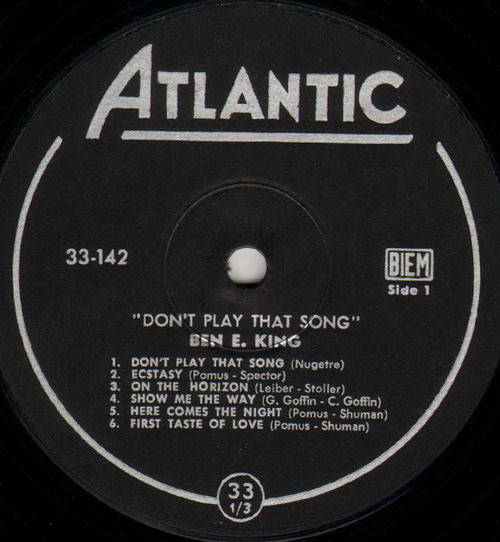 ATLANTIC
33-142
BIEM
Side 1
"DON'T PLAY THAT SONG"
BEN E. KING
1. DON'T PLAY THAT SONG (Nugetre)
2. ECSTASY (Pomus - Spector)
3. ON THE HORIZON (Leiber - Stoller)
4. SHOW ME THE WAY (G. Goffin - C. Goffin)
5. HERE COMES THE NIGHT (Pomus - Shuman)
6. FIRST TASTE OF LOVE (Pomus - Shuman)
33
1/3